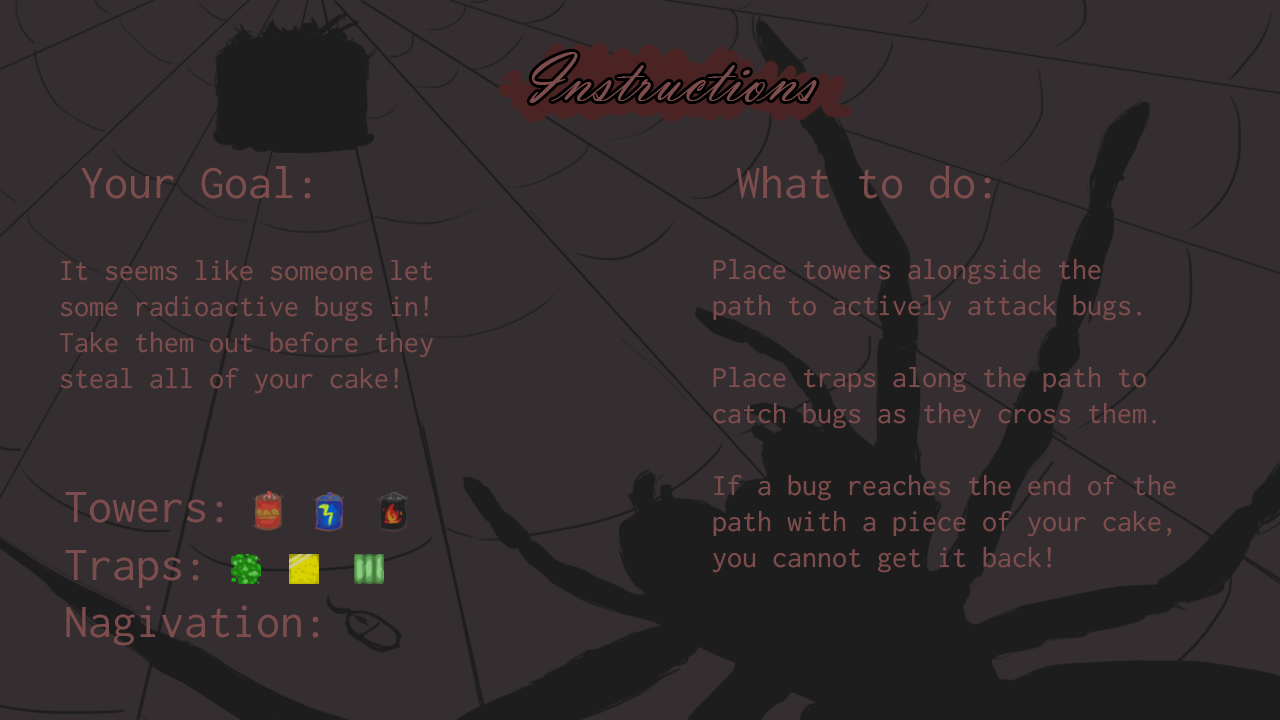 Instructions
Your Goal:
It seems like someone let
some radioactive bugs in!
Take them out before they
steal all of your cake!
Towers:
Traps:
Nagivation:
What to do:
Place towers alongside the
path to actively attack bugs.
Place traps along the path to
catch bugs as they cross them.
If a bug reaches the end of the
path with a piece of your cake,
you cannot get it back!